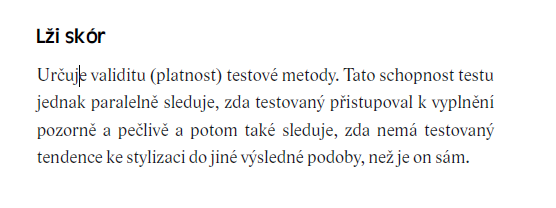 Lži skór
Určuje validitu (platnost) testové metody. Tato schopnost testu
jednak paralelně sleduje, zda testovaný přistupoval k vyplnění
pozorně a pečlivě a potom také sleduje, zda nemá testovaný
tendence ke stylizaci do jiné výsledné podoby, než je on sám.